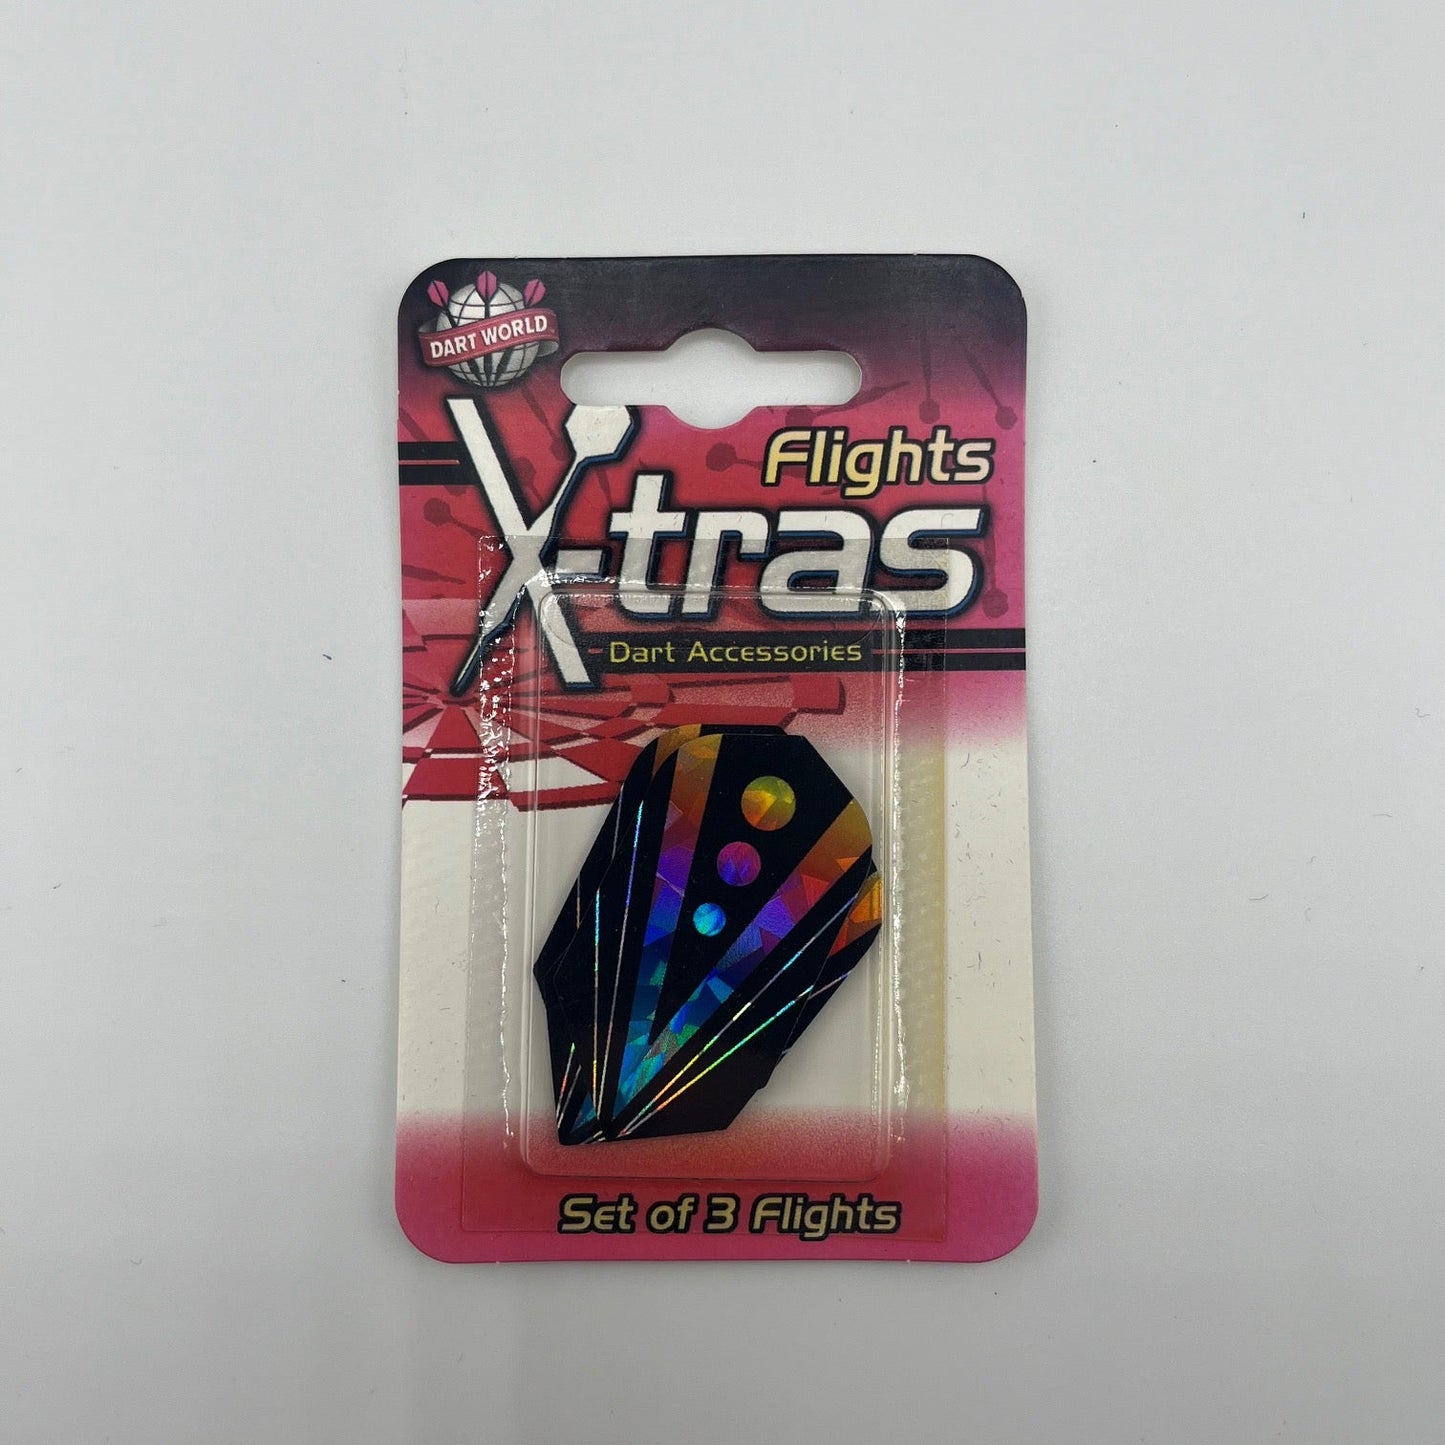 DART WORLD
Flights
X-tras
Dart Accessories
Set of 3 Flights